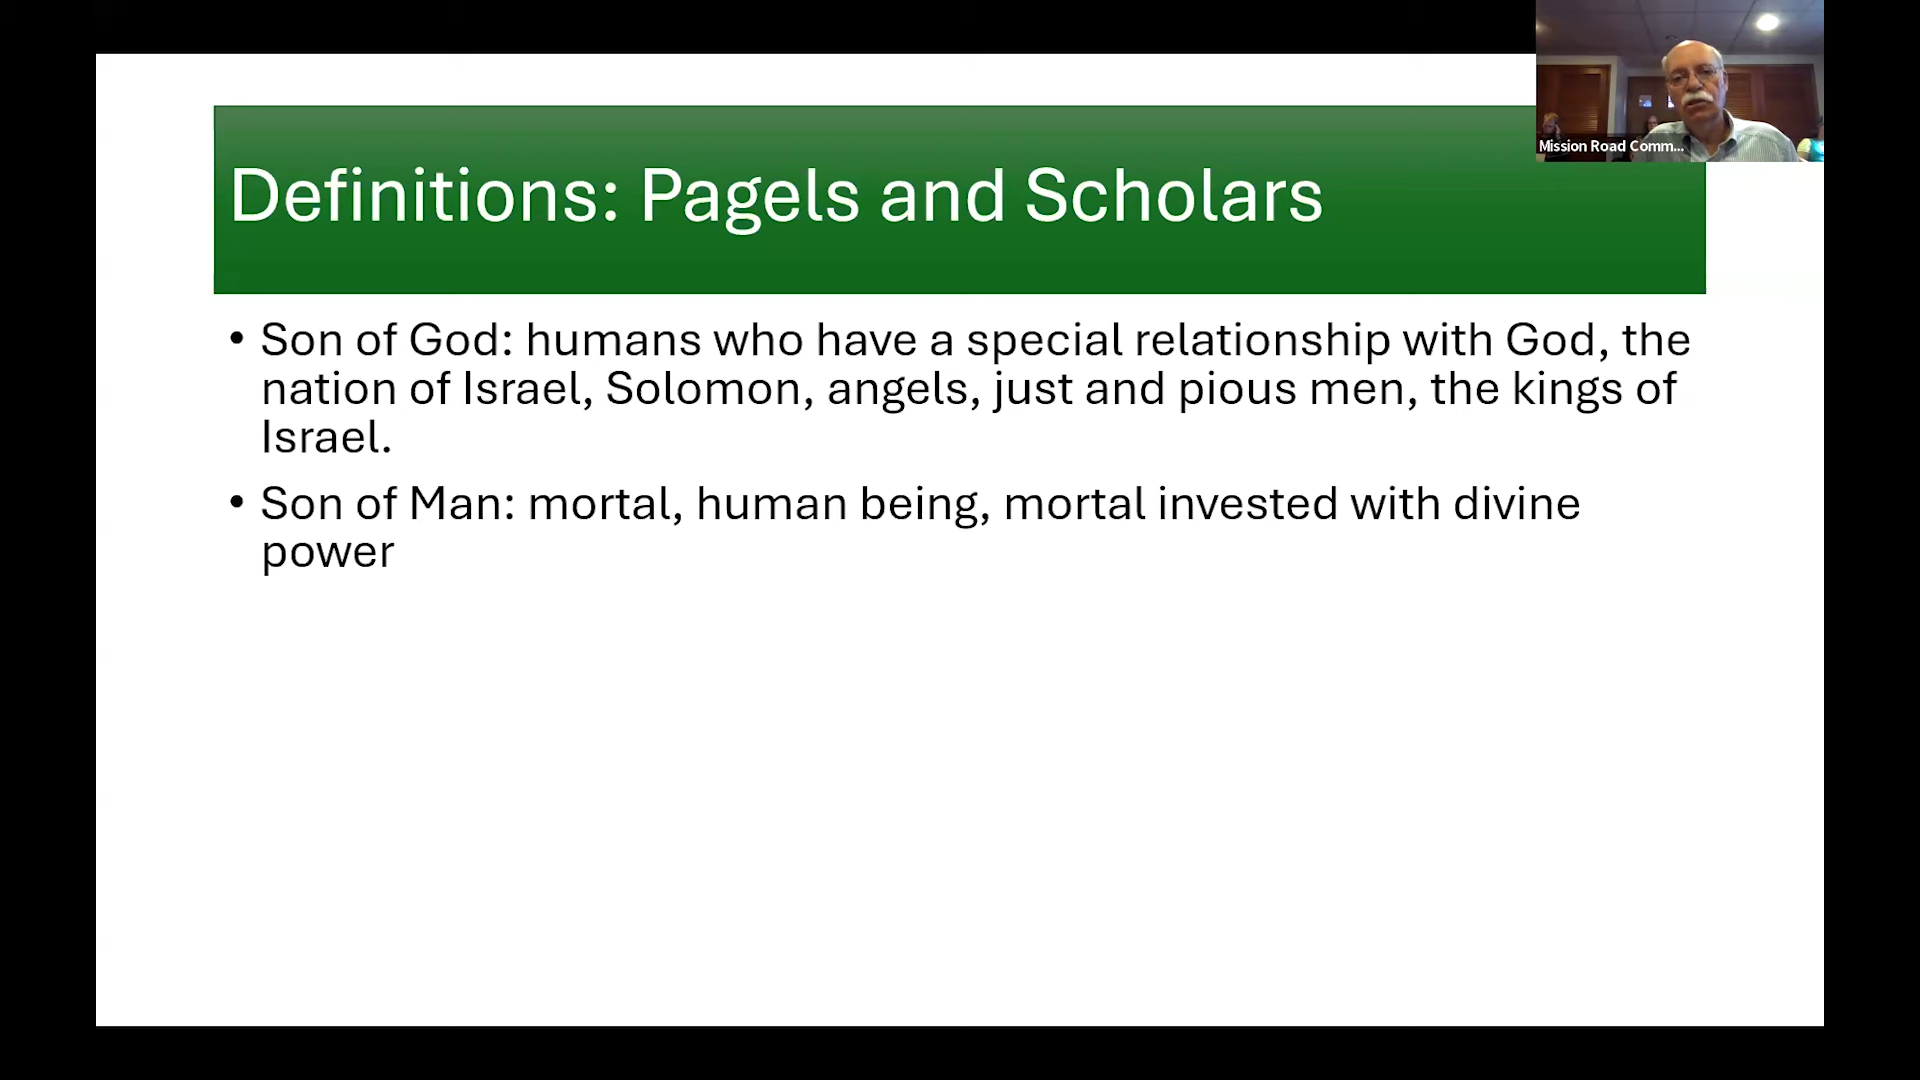 Mission Road Comm...
Definitions: Pagels and Scholars
• Son of God: humans who have a special relationship with God, the
nation of Israel, Solomon, angels, just and pious men, the kings of
Israel.
• Son of Man: mortal, human being, mortal invested with divine
power